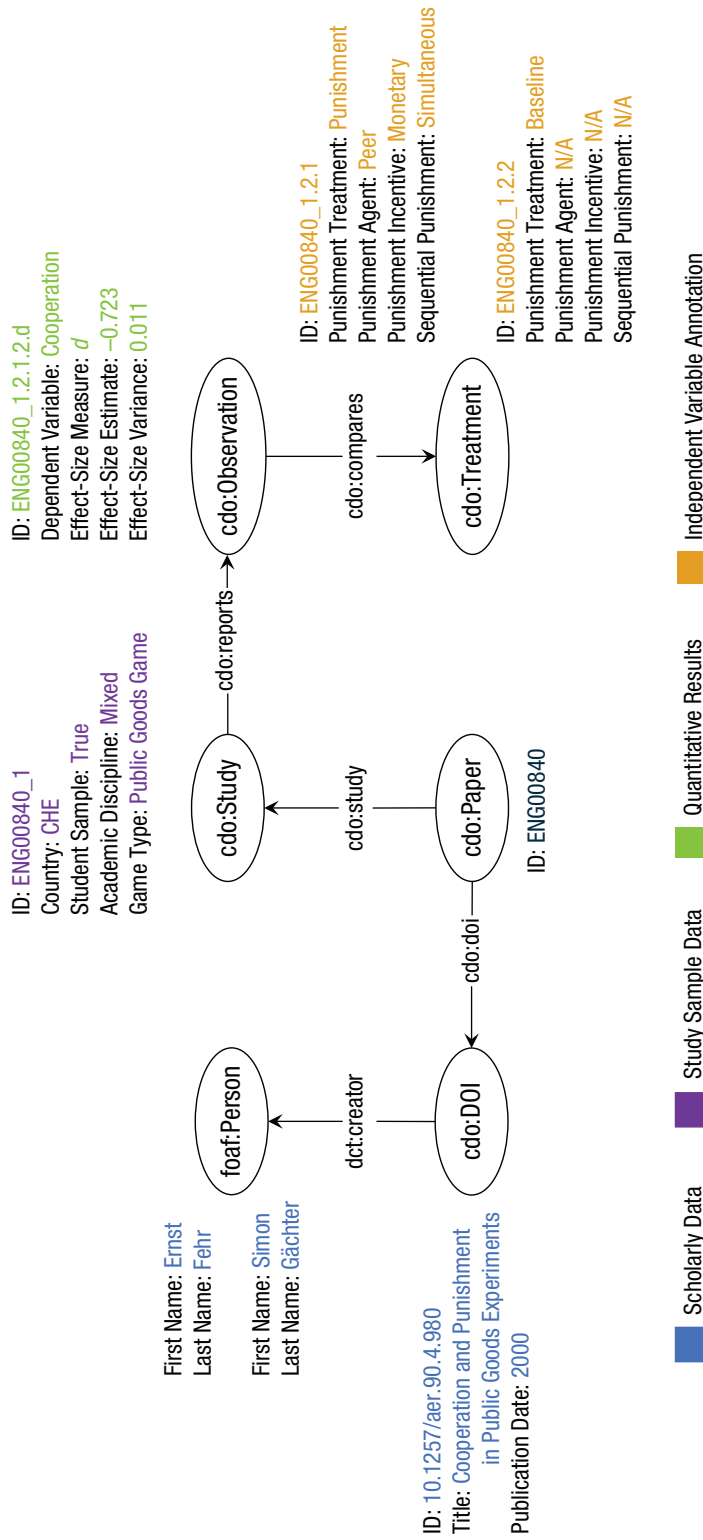 First Name: Ernst
Last Name: Fehr
First Name: Simon
Last Name: Gächter
foaf:Person
ID: ENG00840_1
Country: CHE
Student Sample: True
Academic Discipline: Mixed
Game Type: Public Goods Game
cdo:Study
cdo:reports
ID: ENG00840_1.2.1.2.d
Dependent Variable: Cooperation
Effect-Size Measure: d
Effect-Size Estimate: –0.723
Effect-Size Variance: 0.011
cdo:Observation
dct:creator
cdo:study
cdo:compares
ID: ENG00840_1.2.1
Punishment Treatment: Punishment
Punishment Agent: Peer
Punishment Incentive: Monetary
Sequential Punishment: Simultaneous
ID: 10.1257/aer.90.4.980
Title: Cooperation and Punishment
in Public Goods Experiments
Publication Date: 2000
cdo:DOI
cdo:doi
cdo:Paper
ID: ENG00840
cdo:Treatment
ID: ENG00840_1.2.2
Punishment Treatment: Baseline
Punishment Agent: N/A
Punishment Incentive: N/A
Sequential Punishment: N/A
Scholarly Data
Study Sample Data
Quantitative Results
Independent Variable Annotation